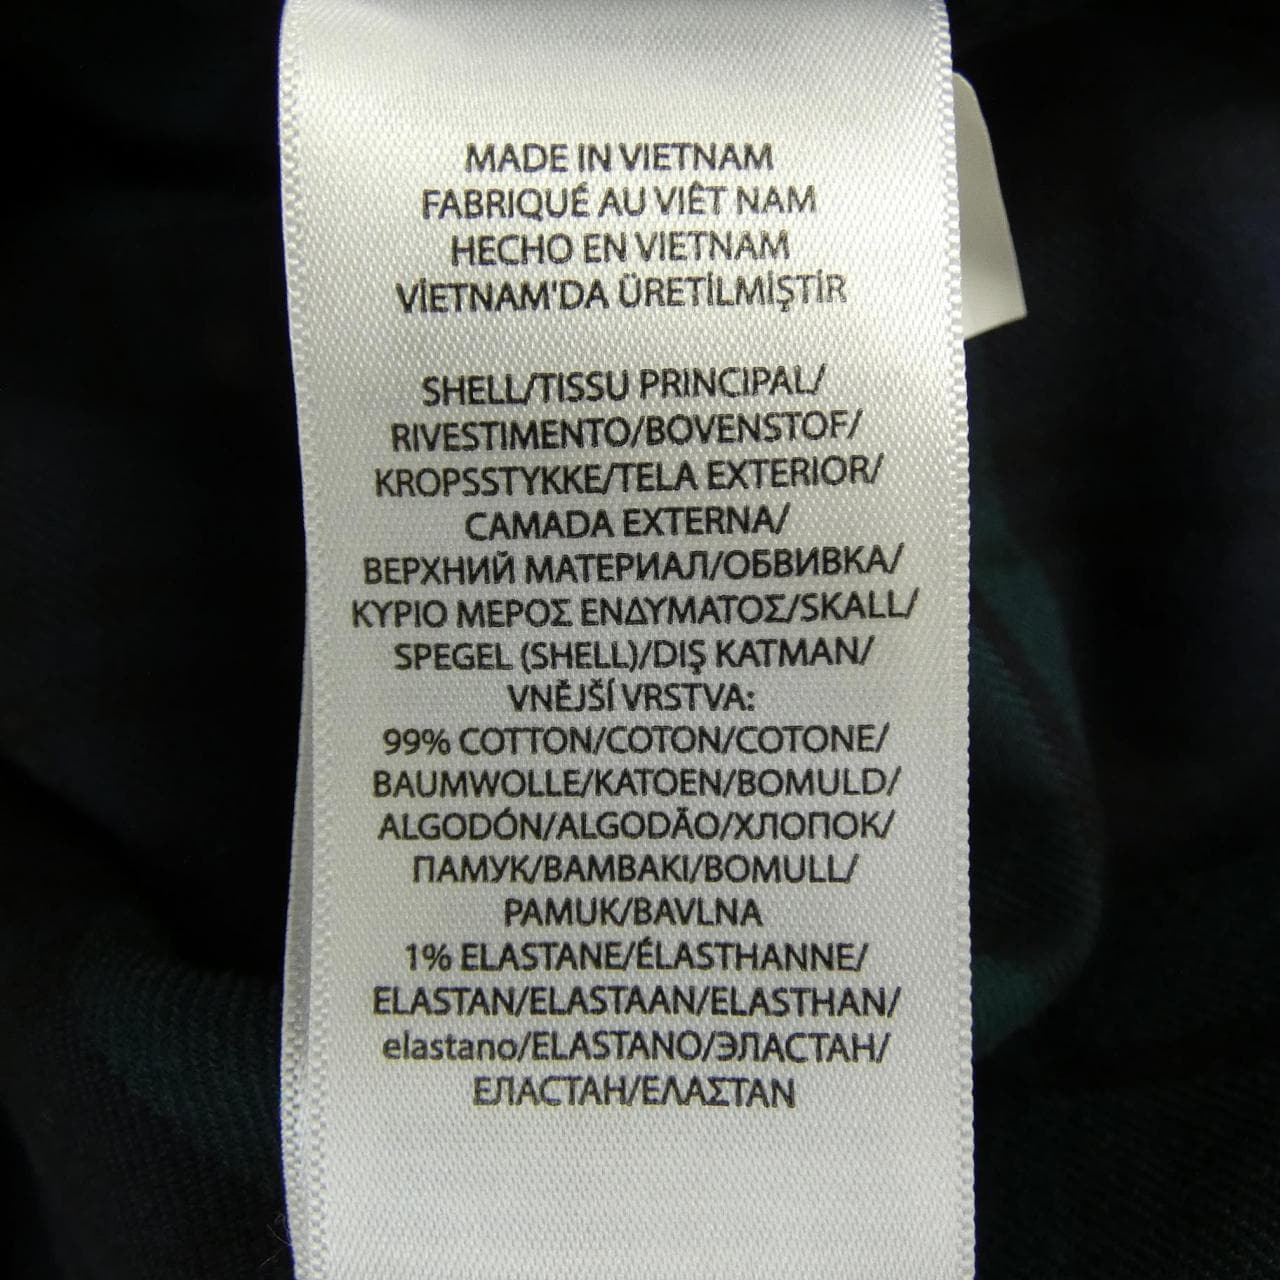 MADE IN VIETNAM
FABRIQUÉ AU VIÊT NAM
HECHO EN VIETNAM
VİETNAM'DA ÜRETİLMİŞTİR
SHELL/TISSU PRINCIPAL/
RIVESTIMENTO/BOVENSTOF/
KROPSSTYKKE/TELA EXTERIOR/
CAMADA EXTERNA/
ВЕРХНИЙ МАТЕРИАЛ/ОБВИВКА/
ΚΥΡΙΟ ΜΕΡΟΣ ΕΝΔΥΜΑΤΟΣ/SKALL/
SPEGEL (SHELL)/DIŞ KATMAN/
VNĚJŠÍ VRSTVA:
99% COTTON/COTON/COTONE/
BAUMWOLLE/KATOEN/BOMULD/
ALGODÓN/ALGODÃO/ХЛОПОК/
ПАМУК/ΒΑΜΒΑΚΙ/BOMULL/
PAMUK/BAVLNA
1% ELASTANE/ÉLASTHANNE/
ELASTAN/ELASTAAN/ELASTHAN/
elastano/ELASTANO/ЭЛАСТАН/
ЕЛАСТАН/ΕΛΑΣΤΑΝ